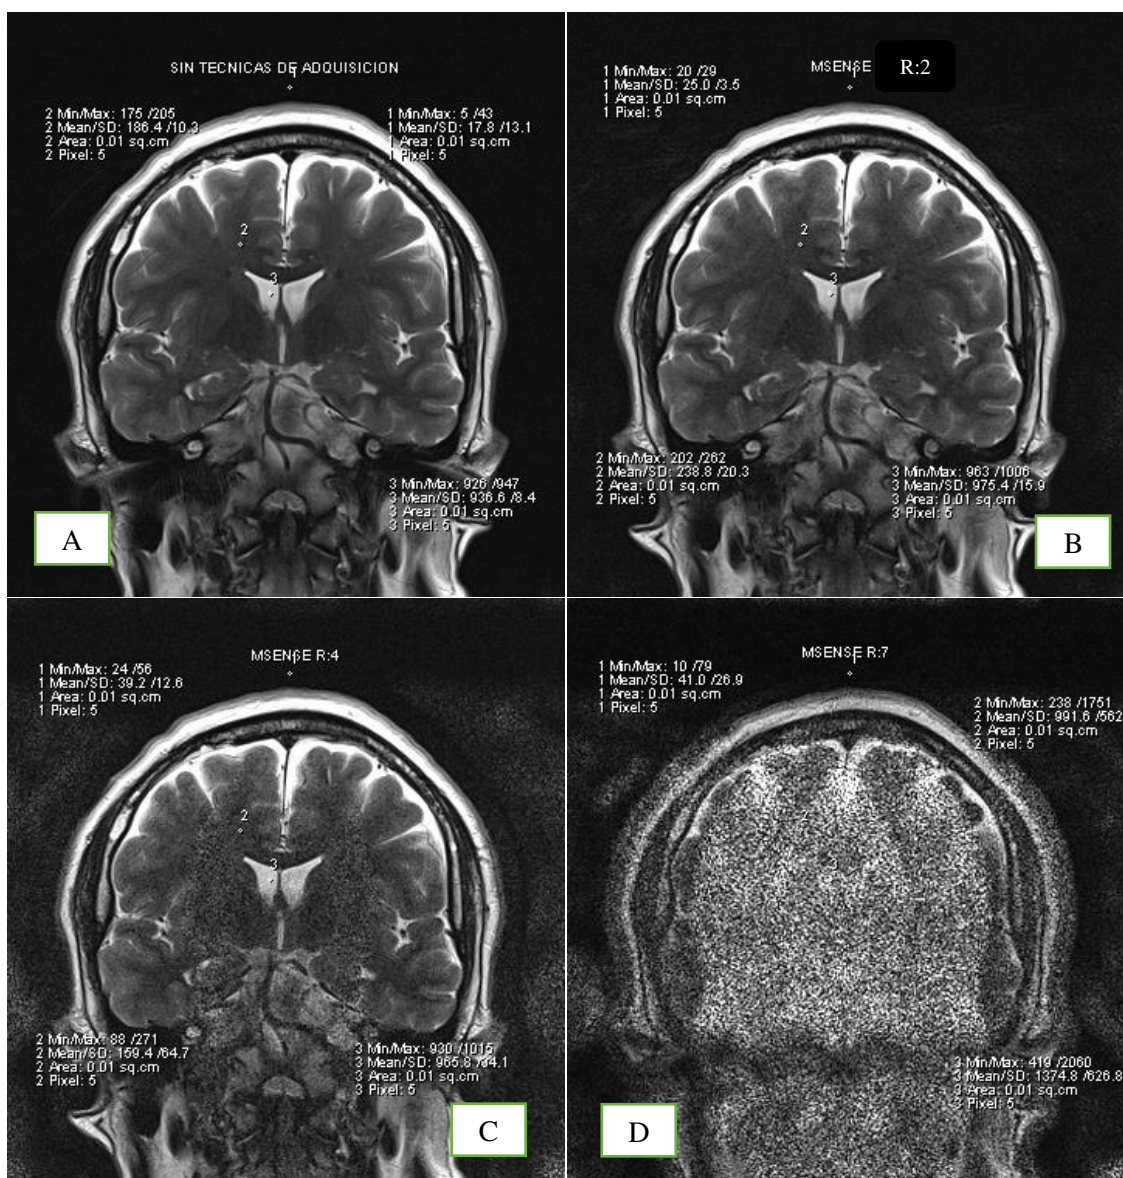 SIN TECNICAS DE ADQUISICION
2 Min/Max: 175 /205
2 Mean/SD: 186.4 /10.3
2 Area: 0.01 sq.cm
2 Pixel: 5
1 Min/Max: 5 /43
1 Mean/SD: 17.8 /13.1
1 Area: 0.01 sq.cm
1 Pixel: 5
2
3
3 Min/Max: 926 /947
3 Mean/SD: 936.6 /8.4
3 Area: 0.01 sq.cm
3 Pixel: 5
A
MSENSE R:2
1 Min/Max: 20 /29
1 Mean/SD: 25.0 /3.5
1 Area: 0.01 sq.cm
1 Pixel: 5
2
3
2 Min/Max: 202 /262
2 Mean/SD: 238.8 /20.3
2 Area: 0.01 sq.cm
2 Pixel: 5
3 Min/Max: 963 /1006
3 Mean/SD: 975.4 /15.9
3 Area: 0.01 sq.cm
3 Pixel: 5
B
MSENSE R:4
1 Min/Max: 24 /56
1 Mean/SD: 39.2 /12.6
1 Area: 0.01 sq.cm
1 Pixel: 5
2
3
2 Min/Max: 88 /271
2 Mean/SD: 159.4 /64.7
2 Area: 0.01 sq.cm
2 Pixel: 5
3 Min/Max: 930 /1015
3 Mean/SD: 965.8 /34.1
3 Area: 0.01 sq.cm
3 Pixel: 5
C
MSENSE R:7
1 Min/Max: 10 /79
1 Mean/SD: 41.0 /26.9
1 Area: 0.01 sq.cm
1 Pixel: 5
2 Min/Max: 238 /1751
2 Mean/SD: 991.6 /562
2 Area: 0.01 sq.cm
2 Pixel: 5
3
3 Min/Max: 419 /2060
3 Mean/SD: 1374.8 /626.8
3 Area: 0.01 sq.cm
3 Pixel: 5
D